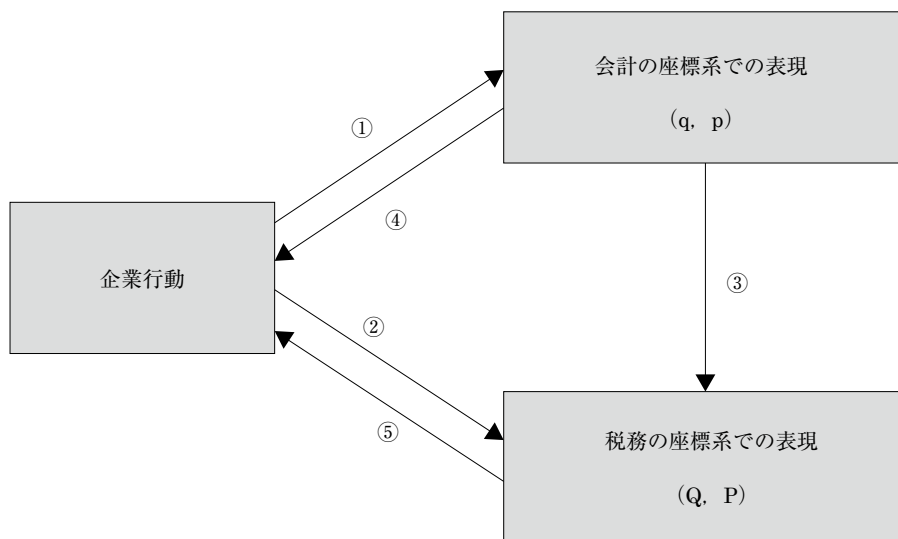 会計の座標系での表現
(q, p)
①
④
企業行動
③
②
⑤
税務の座標系での表現
(Q, P)